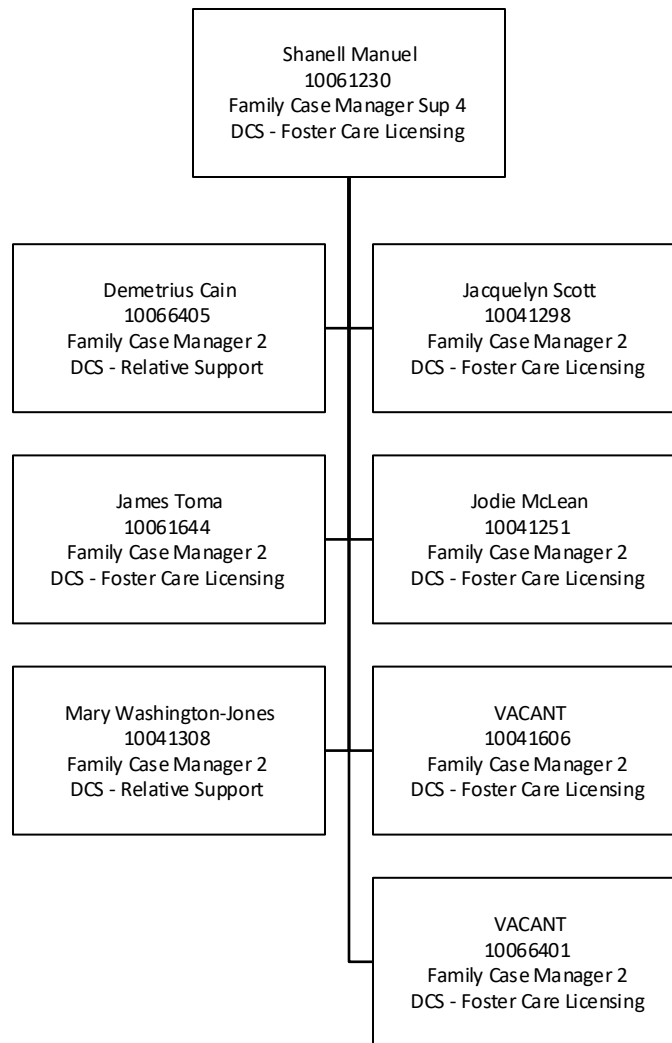 Shanell Manuel
10061230
Family Case Manager Sup 4
DCS - Foster Care Licensing
Demetrius Cain
10066405
Family Case Manager 2
DCS - Relative Support
Jacquelyn Scott
10041298
Family Case Manager 2
DCS - Foster Care Licensing
James Toma
10061644
Family Case Manager 2
DCS - Foster Care Licensing
Jodie McLean
10041251
Family Case Manager 2
DCS - Foster Care Licensing
Mary Washington-Jones
10041308
Family Case Manager 2
DCS - Relative Support
VACANT
10041606
Family Case Manager 2
DCS - Foster Care Licensing
VACANT
10066401
Family Case Manager 2
DCS - Foster Care Licensing